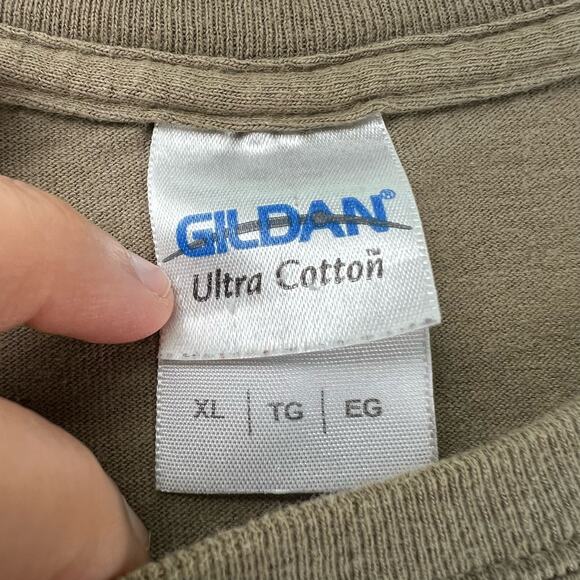 GILDAN®
Ultra Cotton™
XL | TG | EG